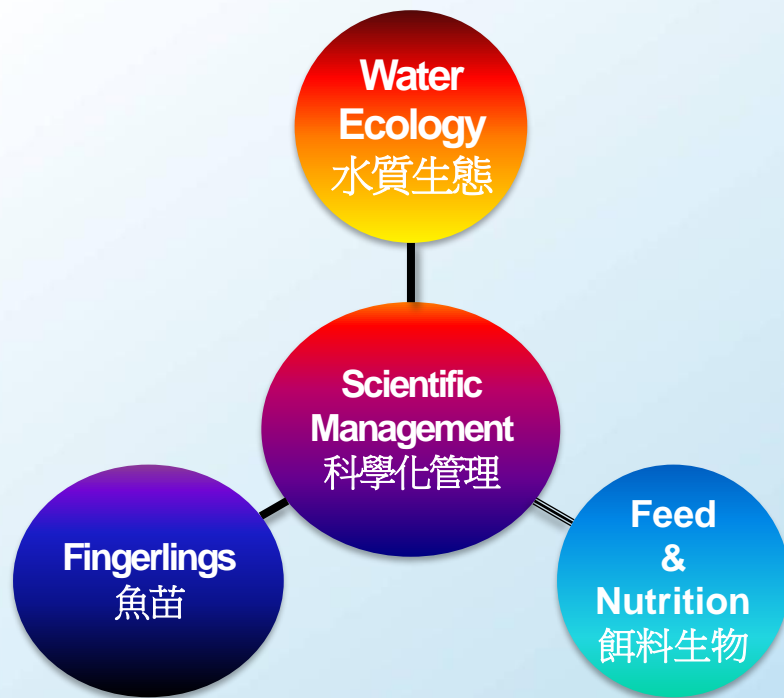 Water
Ecology
水質生態
Scientific
Management
科學化管理
Fingerlings
魚苗
Feed
&
Nutrition
餌料生物